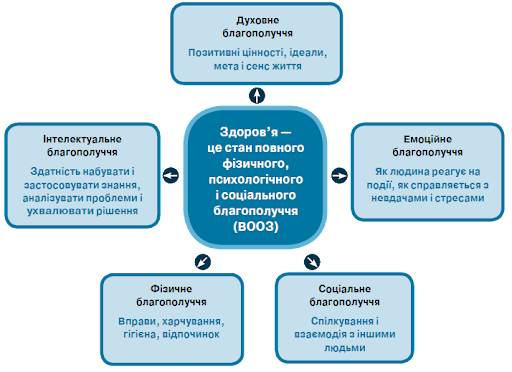 Духовне
благополуччя
Позитивні цінності, ідеали,
мета і сенс життя
Інтелектуальне
благополуччя
Здатність набувати і
застосовувати знання,
аналізувати проблеми і
ухвалювати рішення
Здоров’я —
це стан повного
фізичного,
психологічного
і соціального
благополуччя
(ВООЗ)
Емоційне
благополуччя
Як людина реагує на
події, як справляється з
невдачами і стресами
Фізичне
благополуччя
Вправи, харчування,
гігієна, відпочинок
Соціальне
благополуччя
Спілкування і
взаємодія з іншими
людьми